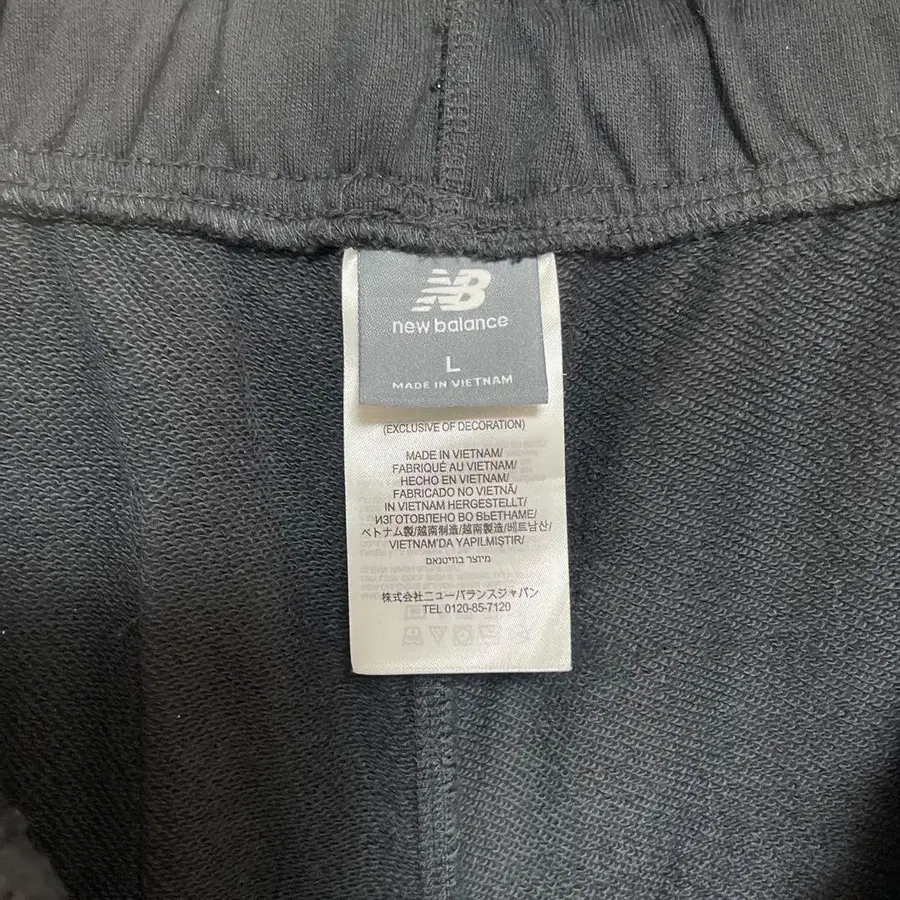 NB
new balance
L
MADE IN VIETNAM
(EXCLUSIVE OF DECORATION)
MADE IN VIETNAM/
FABRIQUÉ AU VIETNAM/
HECHO EN VIETNAM/
FABRICADO NO VIETNÃ/
IN VIETNAM HERGESTELLT/
ИЗГОТОВЛЕНО ВО ВЬЕТНАМЕ/
ベトナム製/越南制造/越南製造/베트남산/
VIETNAM'DA YAPILMIŞTIR/
מיוצר בוויטנאם
株式会社ニューバランスジャパン
TEL 0120-85-7120